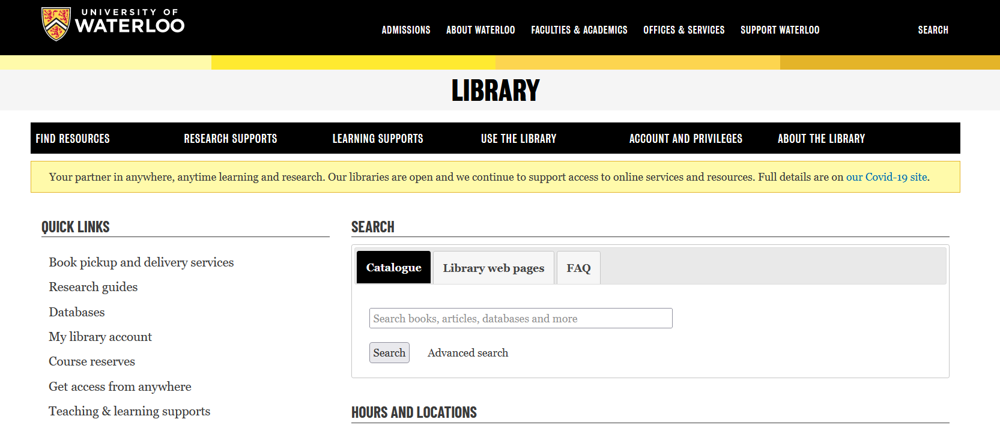 UNIVERSITY OF
WATERLOO
ADMISSIONS ABOUT WATERLOO FACULTIES & ACADEMICS OFFICES & SERVICES SUPPORT WATERLOO SEARCH
LIBRARY
FIND RESOURCES RESEARCH SUPPORTS LEARNING SUPPORTS USE THE LIBRARY ACCOUNT AND PRIVILEGES ABOUT THE LIBRARY
Your partner in anywhere, anytime learning and research. Our libraries are open and we continue to support access to online services and resources. Full details are on our Covid-19 site.
QUICK LINKS
Book pickup and delivery services
Research guides
Databases
My library account
Course reserves
Get access from anywhere
Teaching & learning supports
SEARCH
Catalogue Library web pages FAQ
Search books, articles, databases and more
Search Advanced search
HOURS AND LOCATIONS